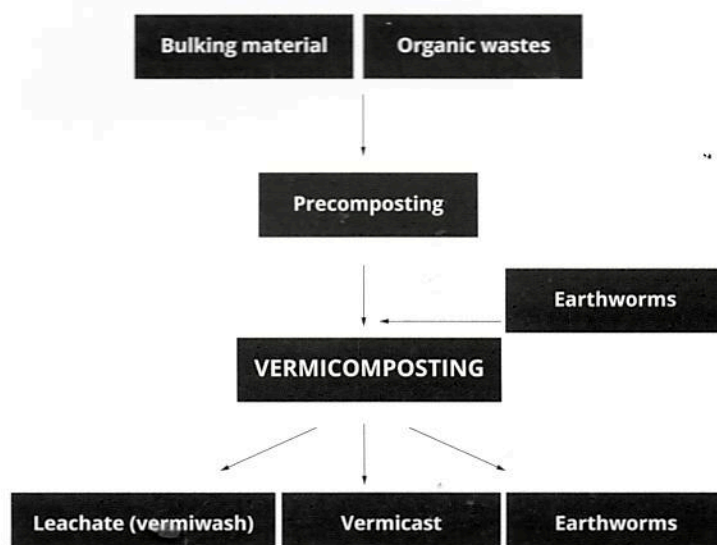 Bulking material
Organic wastes
Precomposting
Earthworms
VERMICOMPOSTING
Leachate (vermiwash)
Vermicast
Earthworms